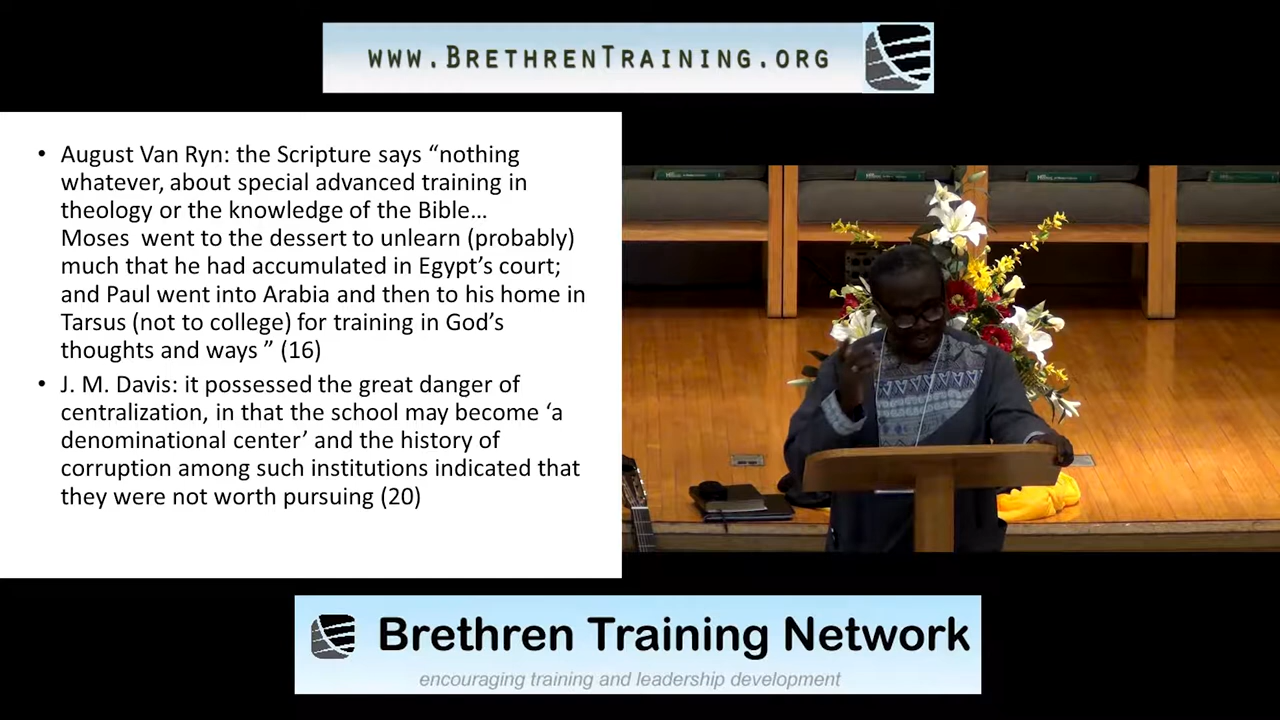 www.BrethrenTraining.org
• August Van Ryn: the Scripture says “nothing
whatever, about special advanced training in
theology or the knowledge of the Bible…
Moses went to the dessert to unlearn (probably)
much that he had accumulated in Egypt’s court;
and Paul went into Arabia and then to his home in
Tarsus (not to college) for training in God’s
thoughts and ways ” (16)
• J. M. Davis: it possessed the great danger of
centralization, in that the school may become ‘a
denominational center’ and the history of
corruption among such institutions indicated that
they were not worth pursuing (20)
Brethren Training Network
encouraging training and leadership development